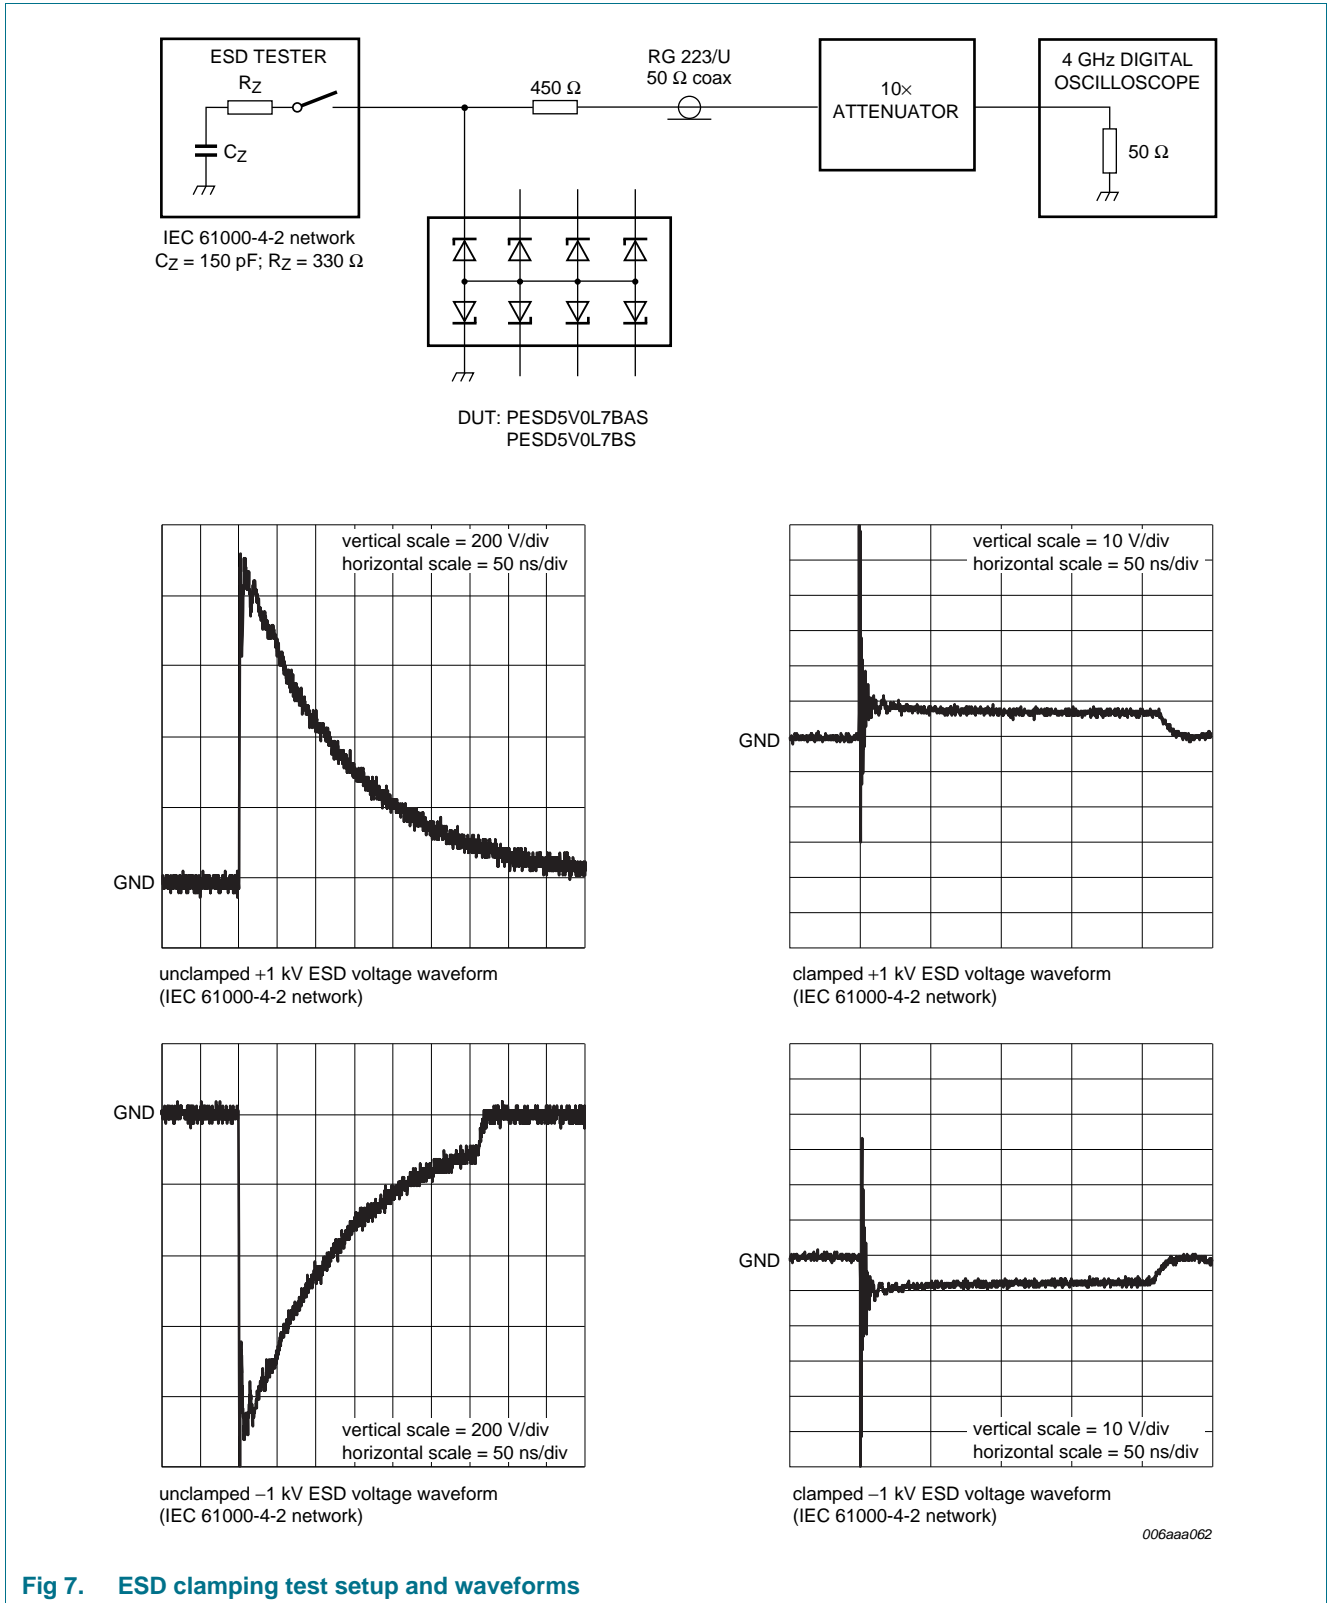 ESD TESTER
RZ
CZ
IEC 61000-4-2 network
CZ = 150 pF; RZ = 330 Ω
450 Ω
RG 223/U
50 Ω coax
10×
ATTENUATOR
4 GHz DIGITAL
OSCILLOSCOPE
50 Ω
DUT: PESD5V0L7BAS
PESD5V0L7BS
vertical scale = 200 V/div
horizontal scale = 50 ns/div
GND
unclamped +1 kV ESD voltage waveform
(IEC 61000-4-2 network)
vertical scale = 10 V/div
horizontal scale = 50 ns/div
GND
clamped +1 kV ESD voltage waveform
(IEC 61000-4-2 network)
GND
vertical scale = 200 V/div
horizontal scale = 50 ns/div
unclamped −1 kV ESD voltage waveform
(IEC 61000-4-2 network)
GND
vertical scale = 10 V/div
horizontal scale = 50 ns/div
clamped −1 kV ESD voltage waveform
(IEC 61000-4-2 network)
006aaa062
Fig 7. ESD clamping test setup and waveforms